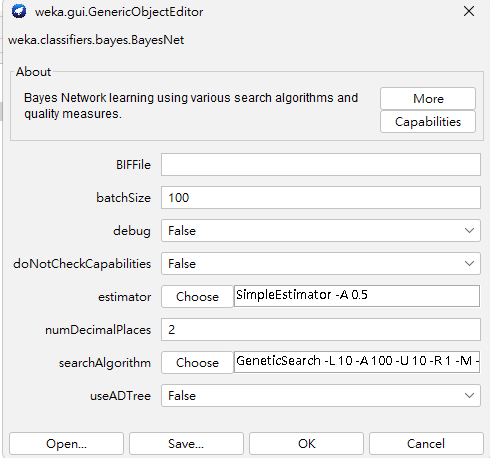 weka.gui.GenericObjectEditor
weka.classifiers.bayes.BayesNet
About
Bayes Network learning using various search algorithms and
quality measures.
More
Capabilities
BIFFile
batchSize 100
debug False
doNotCheckCapabilities False
estimator Choose SimpleEstimator -A 0.5
numDecimalPlaces 2
searchAlgorithm Choose GeneticSearch -L 10 -A 100 -U 10 -R 1 -M -
useADTree False
Open... Save... OK Cancel